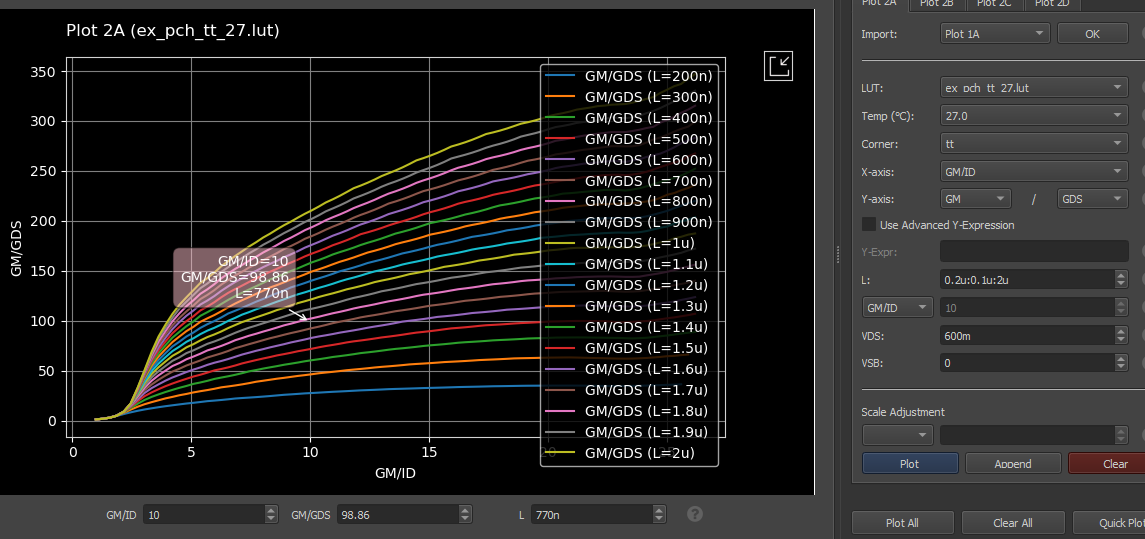 Plot 2A (ex_pch_tt_27.lut)
350
300
250
200
150
100
50
0
GM/GDS
0
5
10
15
20
GM/ID
GM/ID=10
GM/GDS=98.86
L=770n
GM/GDS (L=200n)
GM/GDS (L=300n)
GM/GDS (L=400n)
GM/GDS (L=500n)
GM/GDS (L=600n)
GM/GDS (L=700n)
GM/GDS (L=800n)
GM/GDS (L=900n)
GM/GDS (L=1u)
GM/GDS (L=1.1u)
GM/GDS (L=1.2u)
GM/GDS (L=1.3u)
GM/GDS (L=1.4u)
GM/GDS (L=1.5u)
GM/GDS (L=1.6u)
GM/GDS (L=1.7u)
GM/GDS (L=1.8u)
GM/GDS (L=1.9u)
GM/GDS (L=2u)
GM/ID 10 GM/GDS 98.86 L 770n ?
Plot 2A Plot 2B Plot 2C Plot 2D
Import: Plot 1A OK
LUT: ex_pch_tt_27.lut
Temp (°C): 27.0
Corner: tt
X-axis: GM/ID
Y-axis: GM / GDS
Use Advanced Y-Expression
Y-Expr:
L: 0.2u:0.1u:2u
GM/ID 10
VDS: 600m
VSB: 0
Scale Adjustment
Plot Append Clear
Plot All Clear All Quick Plot